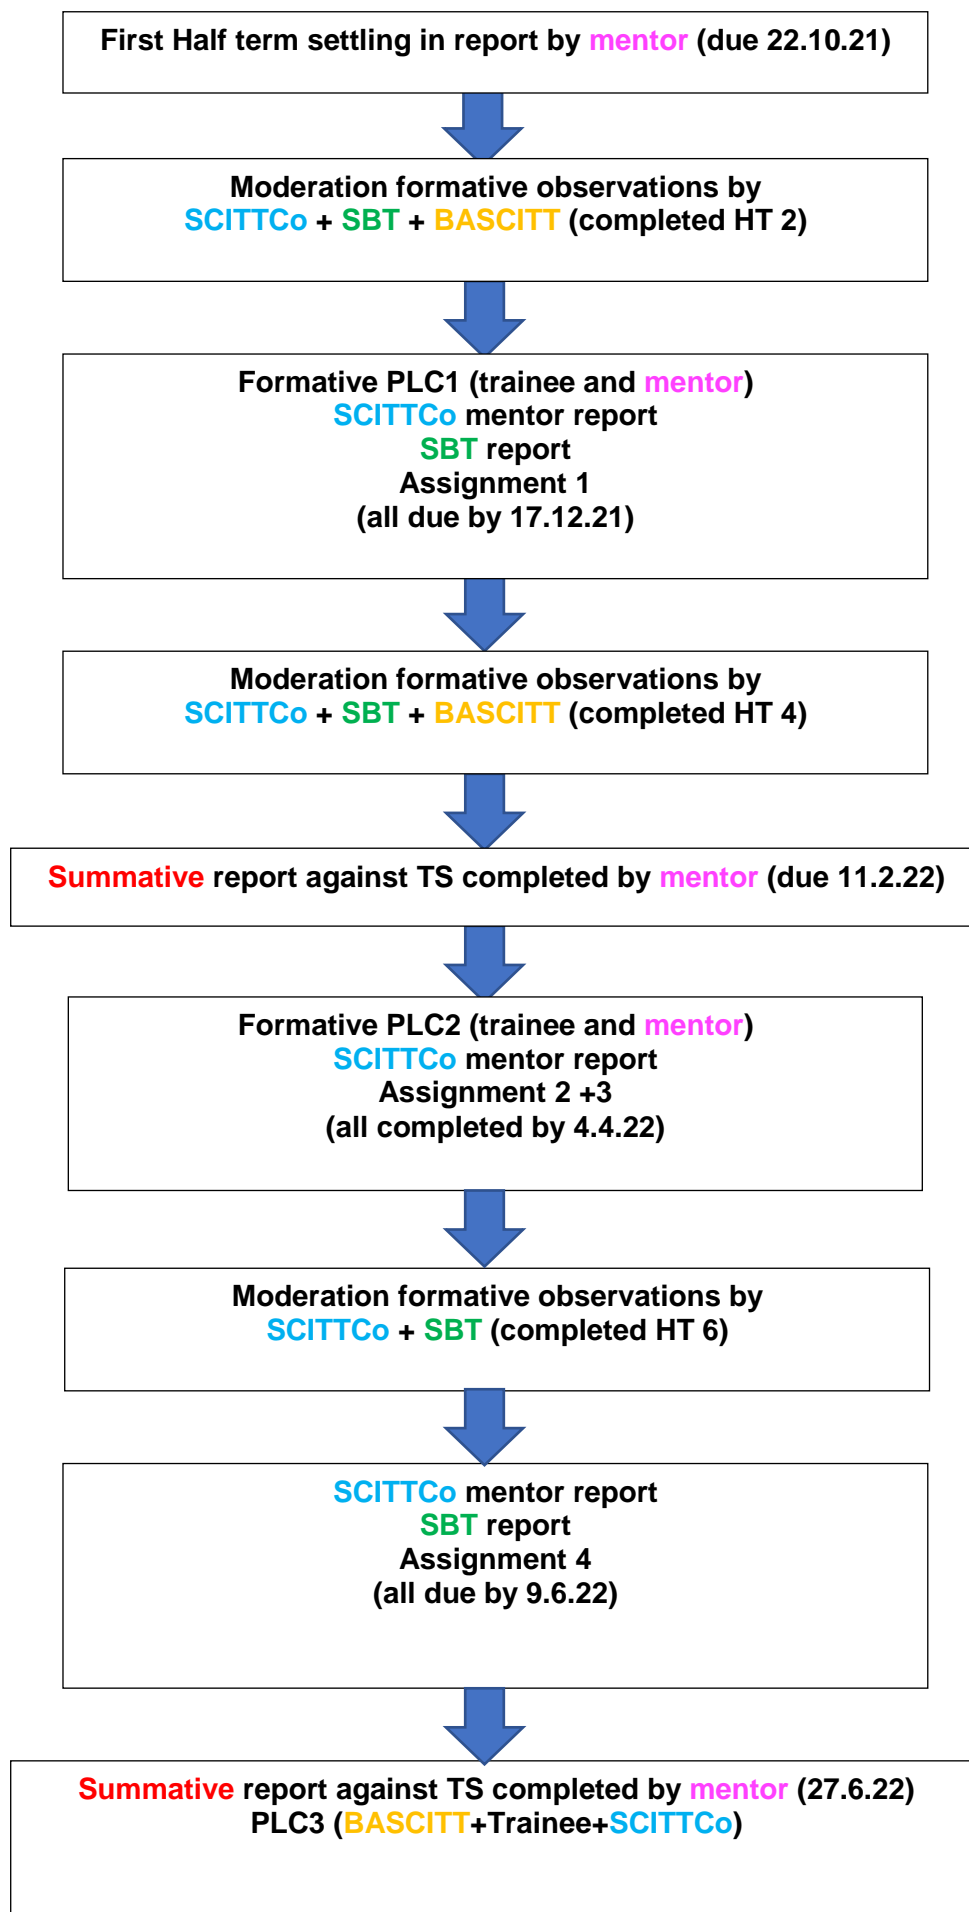 First Half term settling in report by mentor (due 22.10.21)
Moderation formative observations by
SCITTCo + SBT + BASCITT (completed HT 2)
Formative PLC1 (trainee and mentor)
SCITTCo mentor report
SBT report
Assignment 1
(all due by 17.12.21)
Moderation formative observations by
SCITTCo + SBT + BASCITT (completed HT 4)
Summative report against TS completed by mentor (due 11.2.22)
Formative PLC2 (trainee and mentor)
SCITTCo mentor report
Assignment 2 +3
(all completed by 4.4.22)
Moderation formative observations by
SCITTCo + SBT (completed HT 6)
SCITTCo mentor report
SBT report
Assignment 4
(all due by 9.6.22)
Summative report against TS completed by mentor (27.6.22)
PLC3 (BASCITT+Trainee+SCITTCo)